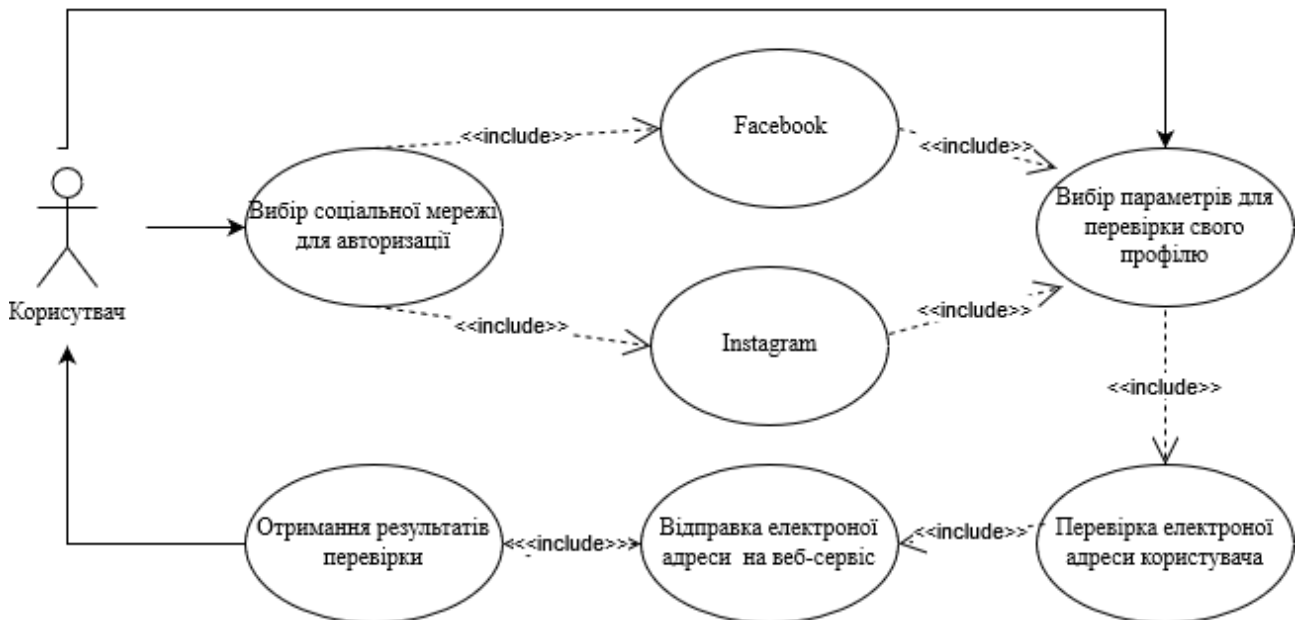 Facebook
<<include>>
<<include>>
Вибір соціальної мережі
для авторизації
Вибір параметрів для
перевірки свого
профілю
Корисутвач
<<include>>
Instagram
<<include>>
<<include>>
Отримання результатів
перевірки
<<<include>>
Відправка електроної
адреси на веб-сервіс
<<include>>
Перевірка електроної
адреси користувача